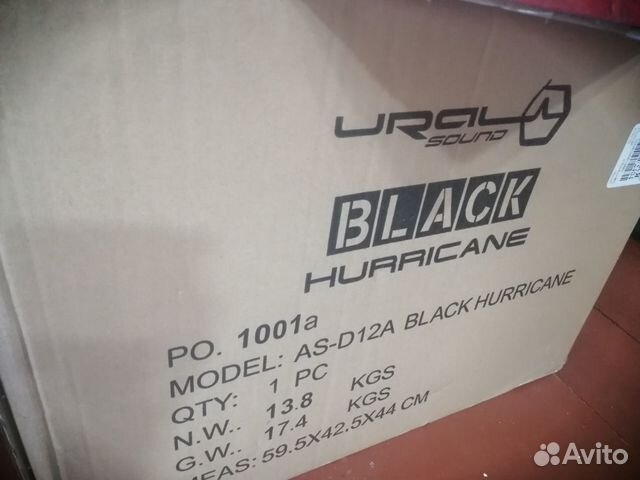 URAL
SOUND
BLACK
HURRICANE
PO. 1001a
MODEL: AS-D12A BLACK HURRICANE
QTY: 1 PC
N.W.. 13.8 KGS
G.W.. 17.4 KGS
MEAS: 59.5X42.5X44 CM
Avito